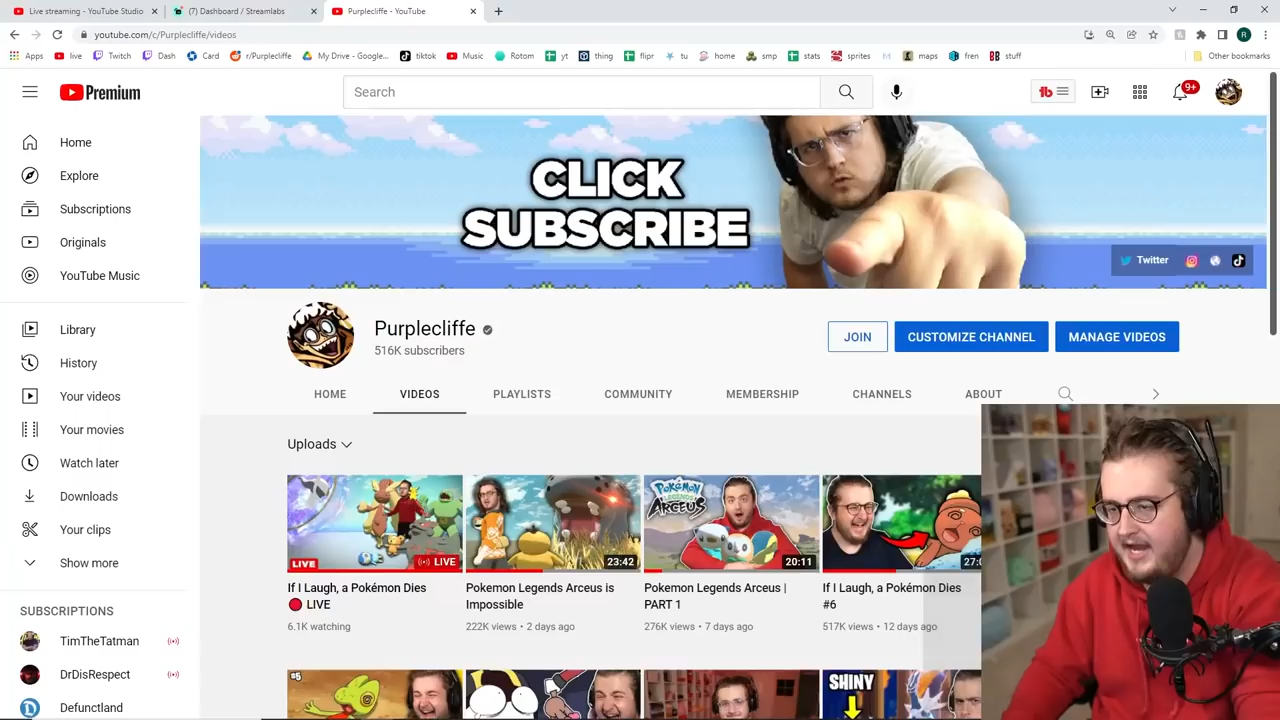 Live streaming - YouTube Studio
(7) Dashboard / Streamlabs
Purplecliffe - YouTube
youtube.com/c/Purplecliffe/videos
Apps
live
Twitch
Dash
Card
r/Purplecliffe
My Drive - Google...
tiktok
Music
Rotom
yt
thing
flipr
tu
home
smp
stats
sprites
maps
fren
BB
stuff
Other bookmarks
Premium
Search
9+
CLICK
SUBSCRIBE
Twitter
Home
Explore
Subscriptions
Originals
YouTube Music
Library
History
Your videos
Your movies
Watch later
Downloads
Your clips
Show more
SUBSCRIPTIONS
TimTheTatman
DrDisRespect
Defunctland
Purplecliffe
516K subscribers
JOIN
CUSTOMIZE CHANNEL
MANAGE VIDEOS
HOME
VIDEOS
PLAYLISTS
COMMUNITY
MEMBERSHIP
CHANNELS
ABOUT
Uploads
LIVE
LIVE
If I Laugh, a Pokémon Dies
LIVE
6.1K watching
23:42
Pokemon Legends Arceus is
Impossible
222K views • 2 days ago
POKÉMON
LEGENDS
ARCEUS
20:11
Pokemon Legends Arceus |
PART 1
276K views • 7 days ago
If I Laugh, a Pokémon Dies
#6
517K views • 12 days ago
#5
SHINY